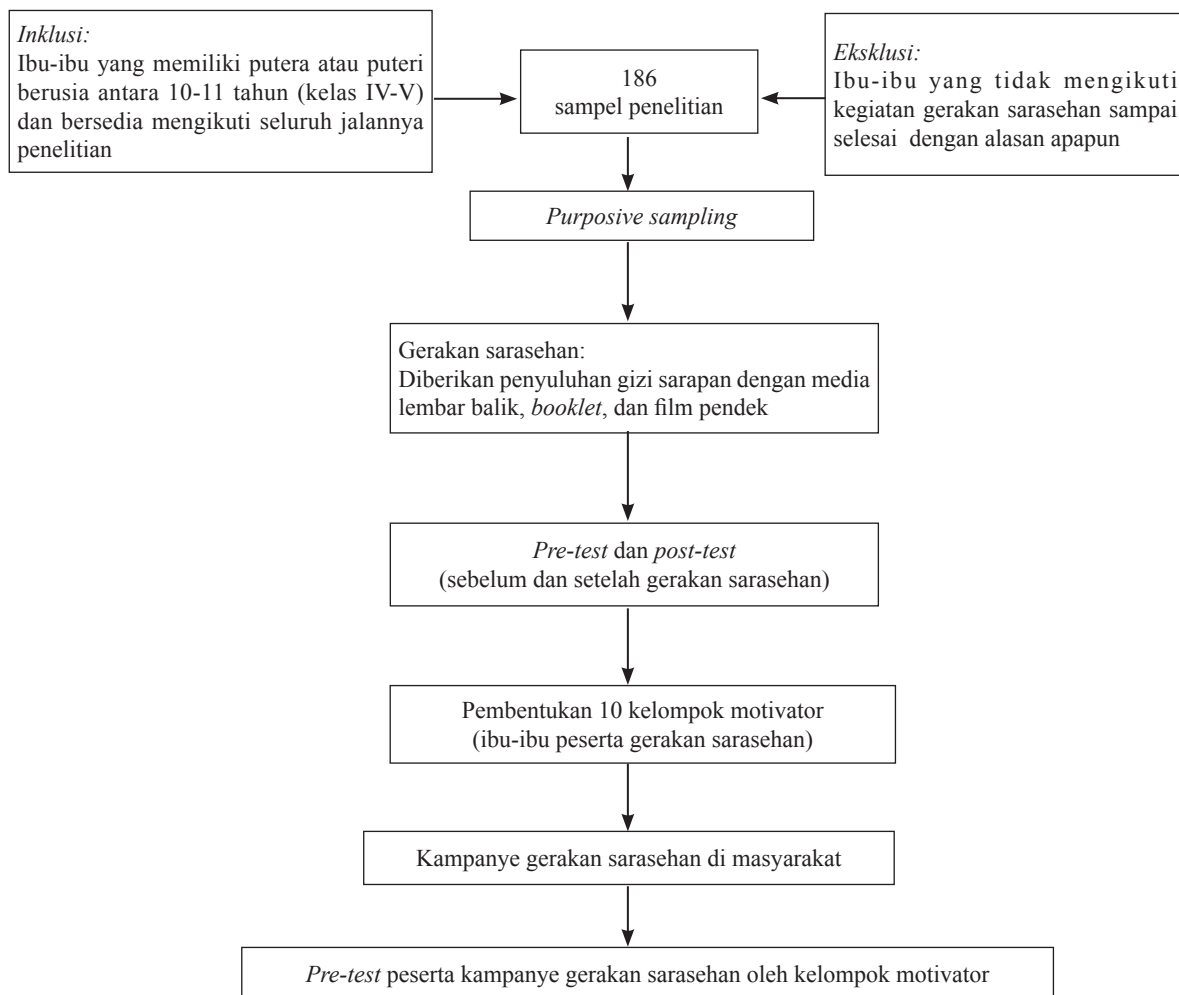 Inklusi:
Ibu-ibu yang memiliki putera atau puteri
berusia antara 10-11 tahun (kelas IV-V)
dan bersedia mengikuti seluruh jalannya
penelitian
186
sampel penelitian
Eksklusi:
Ibu-ibu yang tidak mengikuti
kegiatan gerakan sarasehan sampai
selesai dengan alasan apapun
Purposive sampling
Gerakan sarasehan:
Diberikan penyuluhan gizi sarapan dengan media
lembar balik, booklet, dan film pendek
Pre-test dan post-test
(sebelum dan setelah gerakan sarasehan)
Pembentukan 10 kelompok motivator
(ibu-ibu peserta gerakan sarasehan)
Kampanye gerakan sarasehan di masyarakat
Pre-test peserta kampanye gerakan sarasehan oleh kelompok motivator